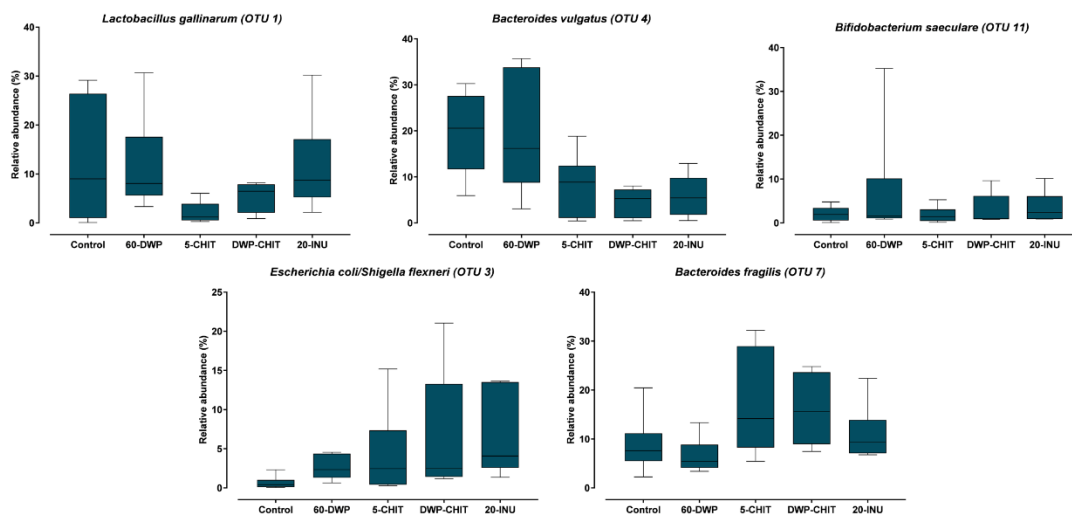 Lactobacillus gallinarum (OTU 1)
Relative abundance (%)
40
30
20
10
0
Control 60-DWP 5-CHIT DWP-CHIT 20-INU
Bacteroides vulgatus (OTU 4)
Relative abundance (%)
40
30
20
10
0
Control 60-DWP 5-CHIT DWP-CHIT 20-INU
Bifidobacterium saeculare (OTU 11)
Relative abundance (%)
40
30
20
10
0
Control 60-DWP 5-CHIT DWP-CHIT 20-INU
Escherichia coli/Shigella flexneri (OTU 3)
Relative abundance (%)
25
20
15
10
5
0
Control 60-DWP 5-CHIT DWP-CHIT 20-INU
Bacteroides fragilis (OTU 7)
Relative abundance (%)
40
30
20
10
0
Control 60-DWP 5-CHIT DWP-CHIT 20-INU